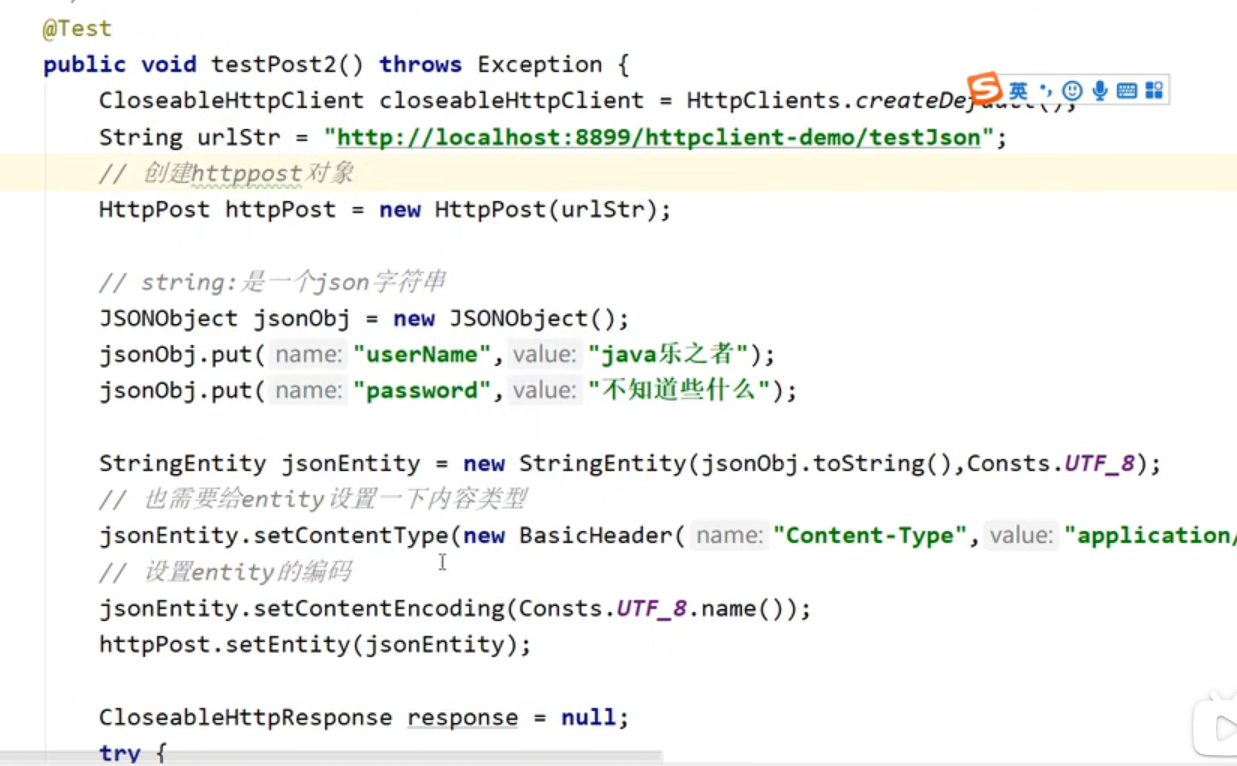 @Test
public void testPost2() throws Exception {
CloseableHttpClient closeableHttpClient = HttpClients.createDefault();
英
String urlStr = "http://localhost:8899/httpclient-demo/testJson";
// 创建httppost对象
HttpPost httpPost = new HttpPost(urlStr);
// string:是一个json字符串
JSONObject jsonObj = new JSONObject();
jsonObj.put( name: "userName", value: "java乐之者");
jsonObj.put( name: "password", value: "不知道些什么");
StringEntity jsonEntity = new StringEntity(jsonObj.toString(),Consts.UTF_8);
// 也需要给entity设置一下内容类型
jsonEntity.setContentType(new BasicHeader( name: "Content-Type", value: "application/
// 设置entity的编码
jsonEntity.setContentEncoding(Consts.UTF_8.name());
httpPost.setEntity(jsonEntity);
CloseableHttpResponse response = null;
try {